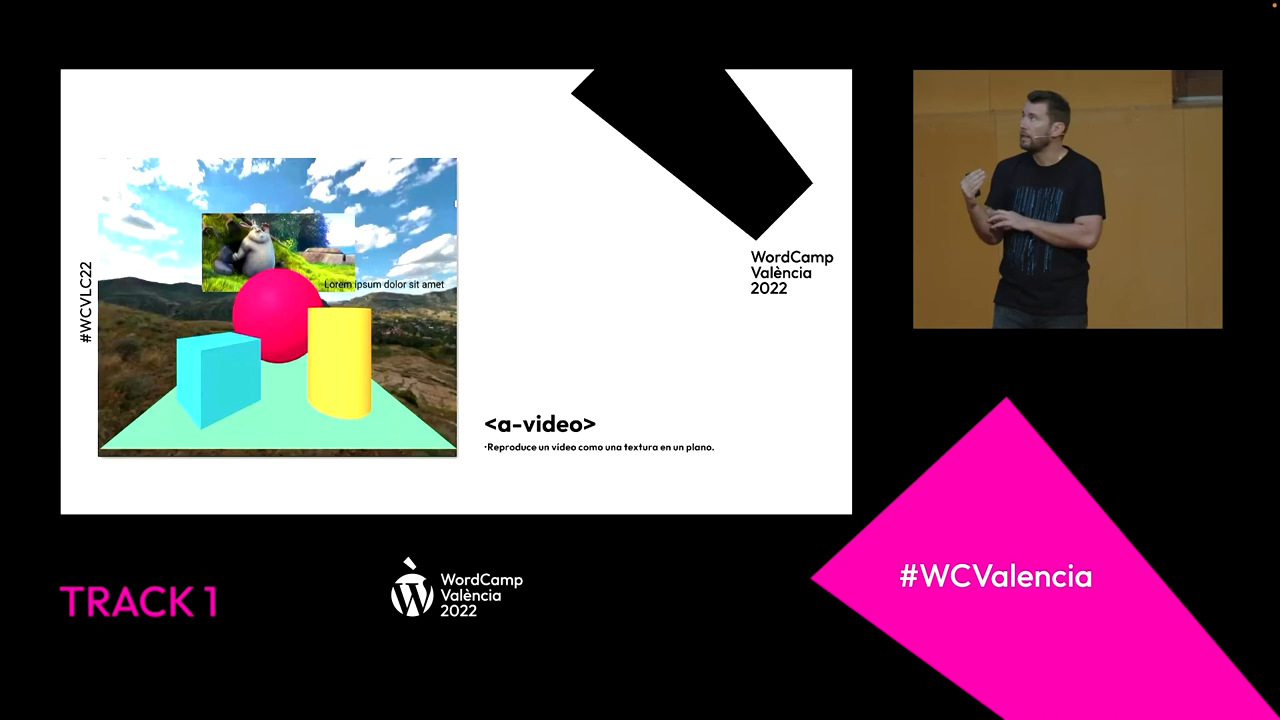 #WCVLC22
Lorem ipsum dolor sit amet
WordCamp
València
2022
<a-video>
·Reproduce un vídeo como una textura en un plano.
TRACK 1
WordCamp
València
2022
#WCValencia